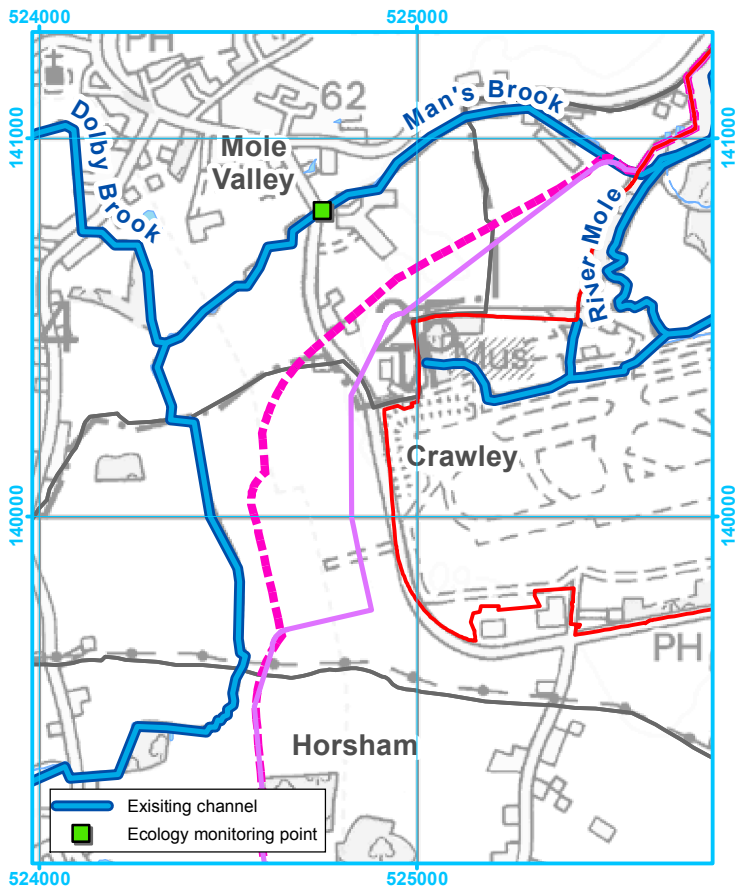 524000
525000
PH
62
Man's Brook
141000
141000
Dolby Brook
Mole
Valley
River Mole
4
Mus
Crawley
140000
140000
PH
Horsham
Exisiting channel
Ecology monitoring point
524000
525000